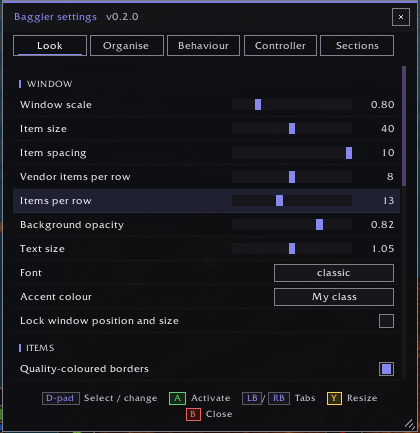 Baggler settings v0.2.0 ×
Look Organise Behaviour Controller Sections
WINDOW
Window scale 0.80
Item size 40
Item spacing 10
Vendor items per row 8
Items per row 13
Background opacity 0.82
Text size 1.05
Font classic
Accent colour My class
Lock window position and size
ITEMS
Quality-coloured borders
D-pad Select / change A Activate LB / RB Tabs Y Resize
B Close